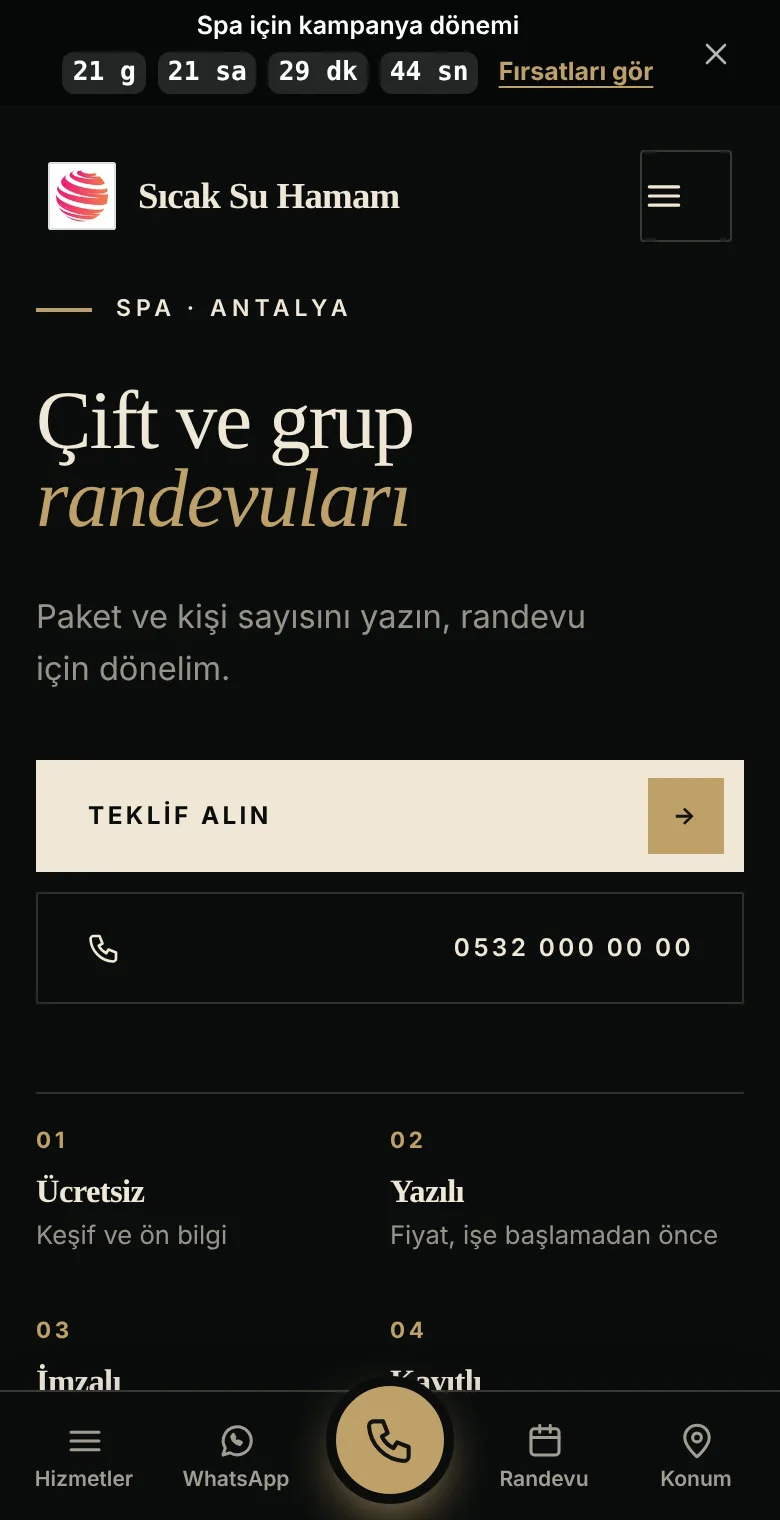 Spa için kampanya dönemi
21 g 21 sa 29 dk 44 sn Fırsatları gör
Sıcak Su Hamam
SPA · ANTALYA
Çift ve grup
randevuları
Paket ve kişi sayısını yazın, randevu
için dönelim.
TEKLİF ALIN
0532 000 00 00
01
Ücretsiz
Keşif ve ön bilgi
02
Yazılı
Fiyat, işe başlamadan önce
03
İmzalı
04
Kayıtlı
Hizmetler
WhatsApp
Randevu
Konum